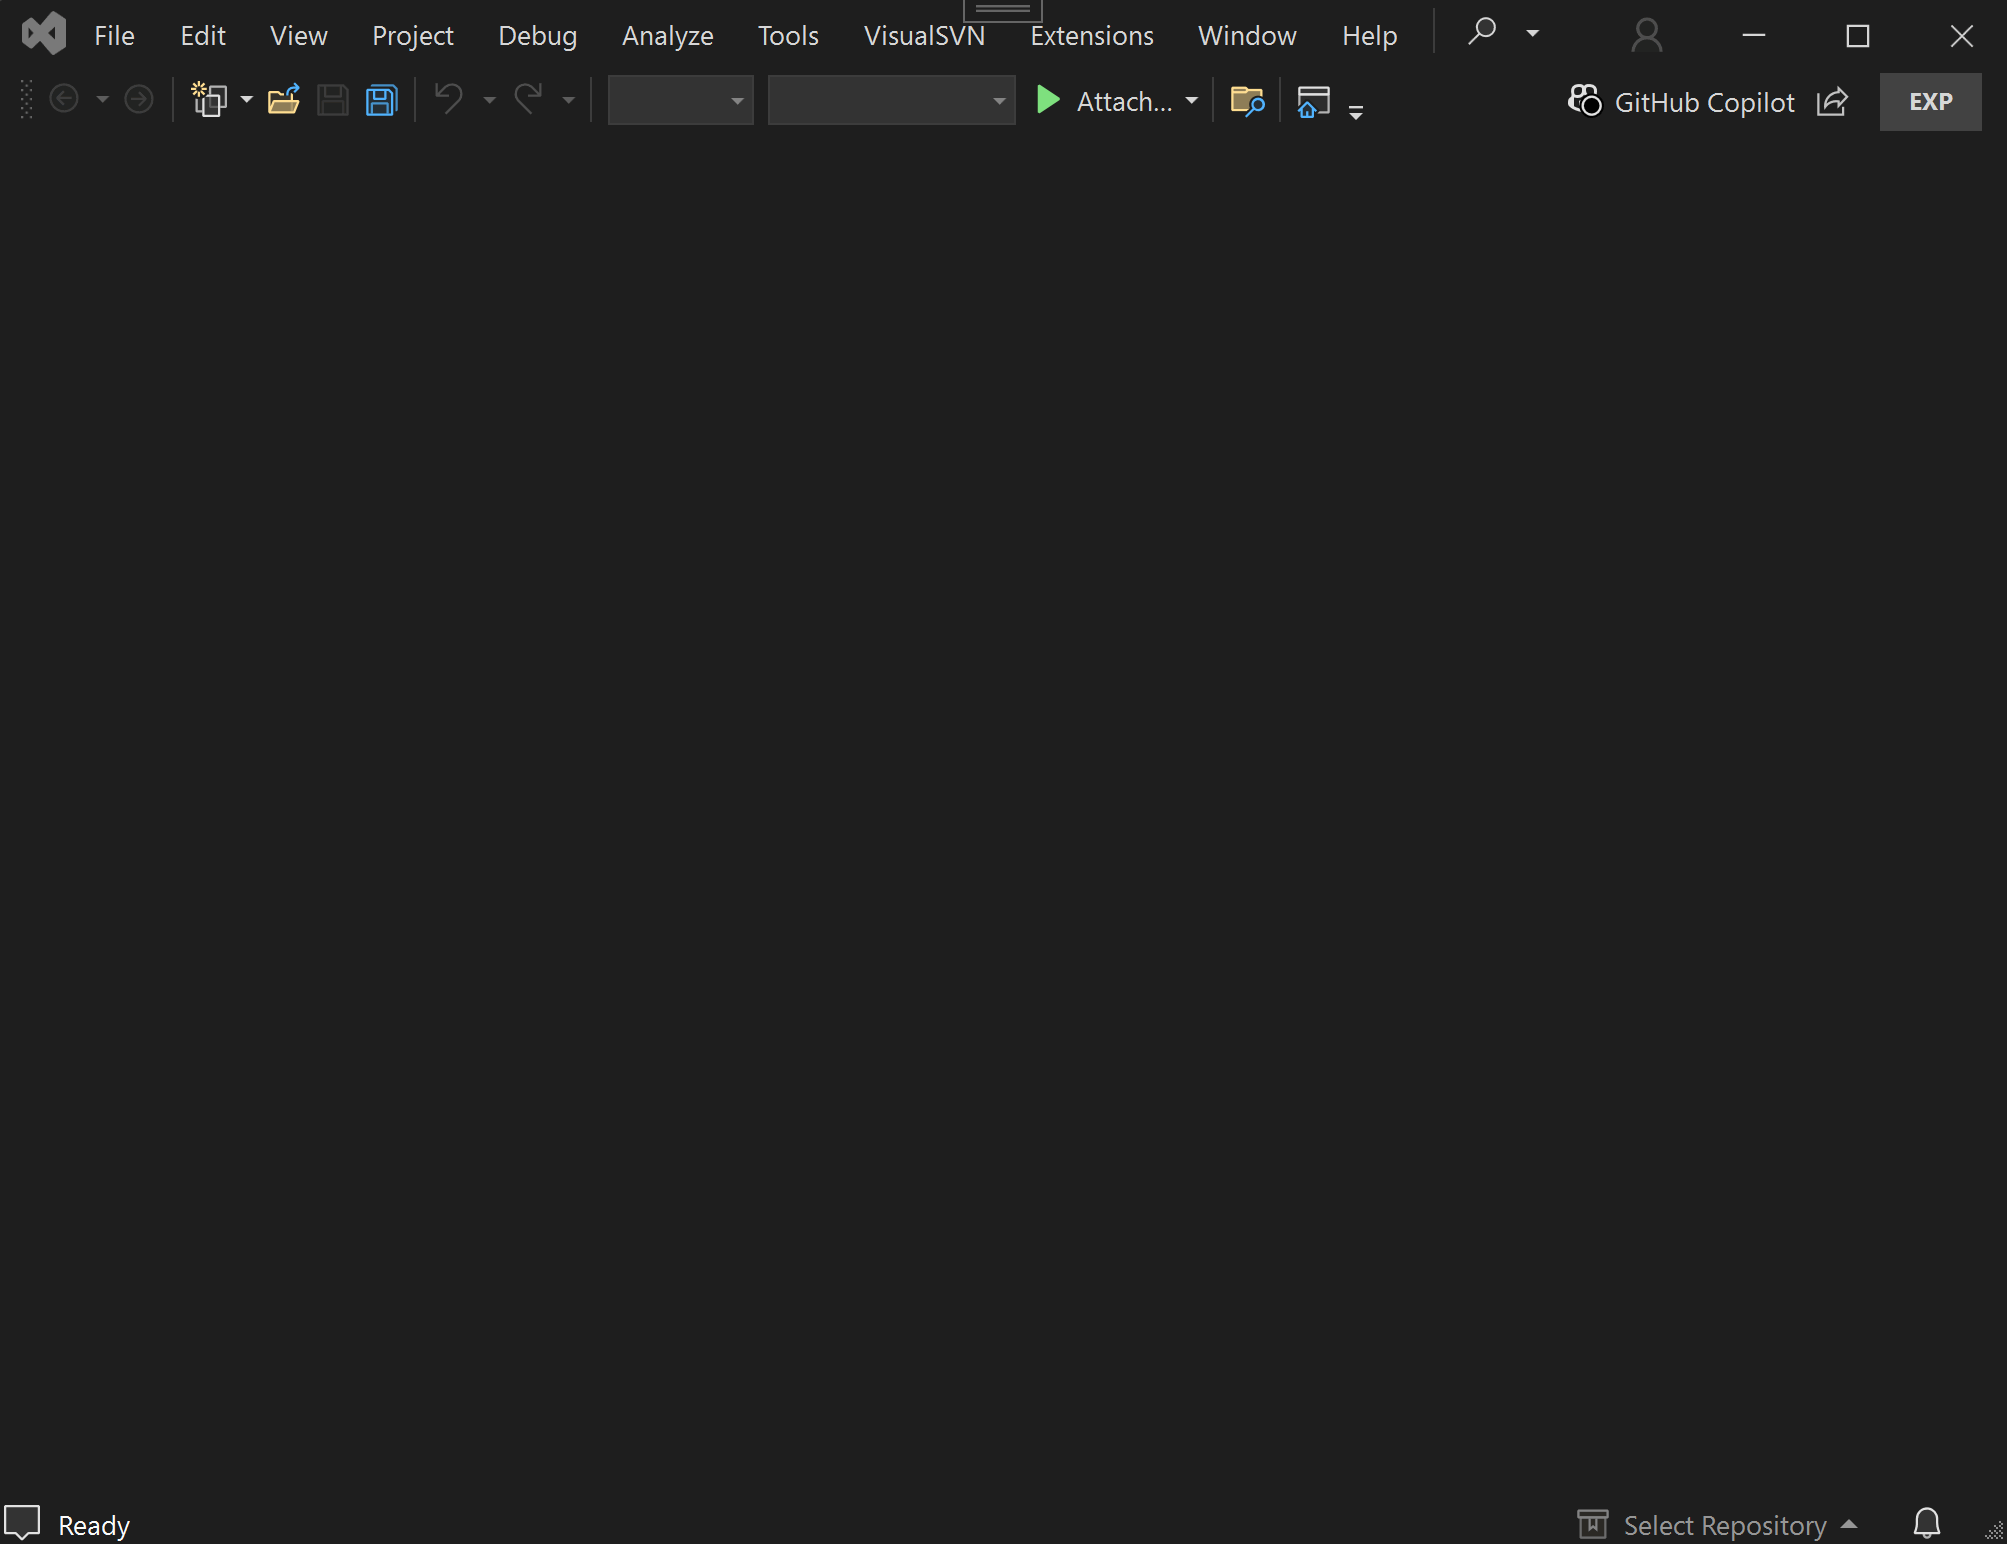 File Edit View Project Debug Analyze Tools VisualSVN Extensions Window Help
Attach... GitHub Copilot EXP
Ready Select Repository